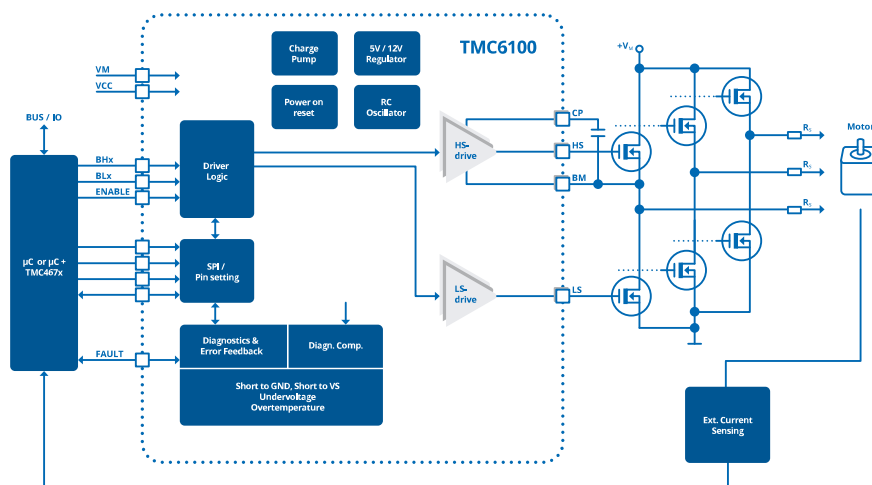 TMC6100
Charge
Pump
5V / 12V
Regulator
+V
M
VM
VCC
Power on
reset
RC
Oscillator
BUS / IO
CP
HS
BM
HS-
drive
R
S
Motor
BHx
BLx
ENABLE
Driver
Logic
R
S
R
S
µC or µC +
TMC467x
SPI /
Pin setting
LS-
drive
LS
FAULT
Diagnostics &
Error Feedback
Diagn. Comp.
Short to GND, Short to VS
Undervoltage
Overtemperature
Ext. Current
Sensing